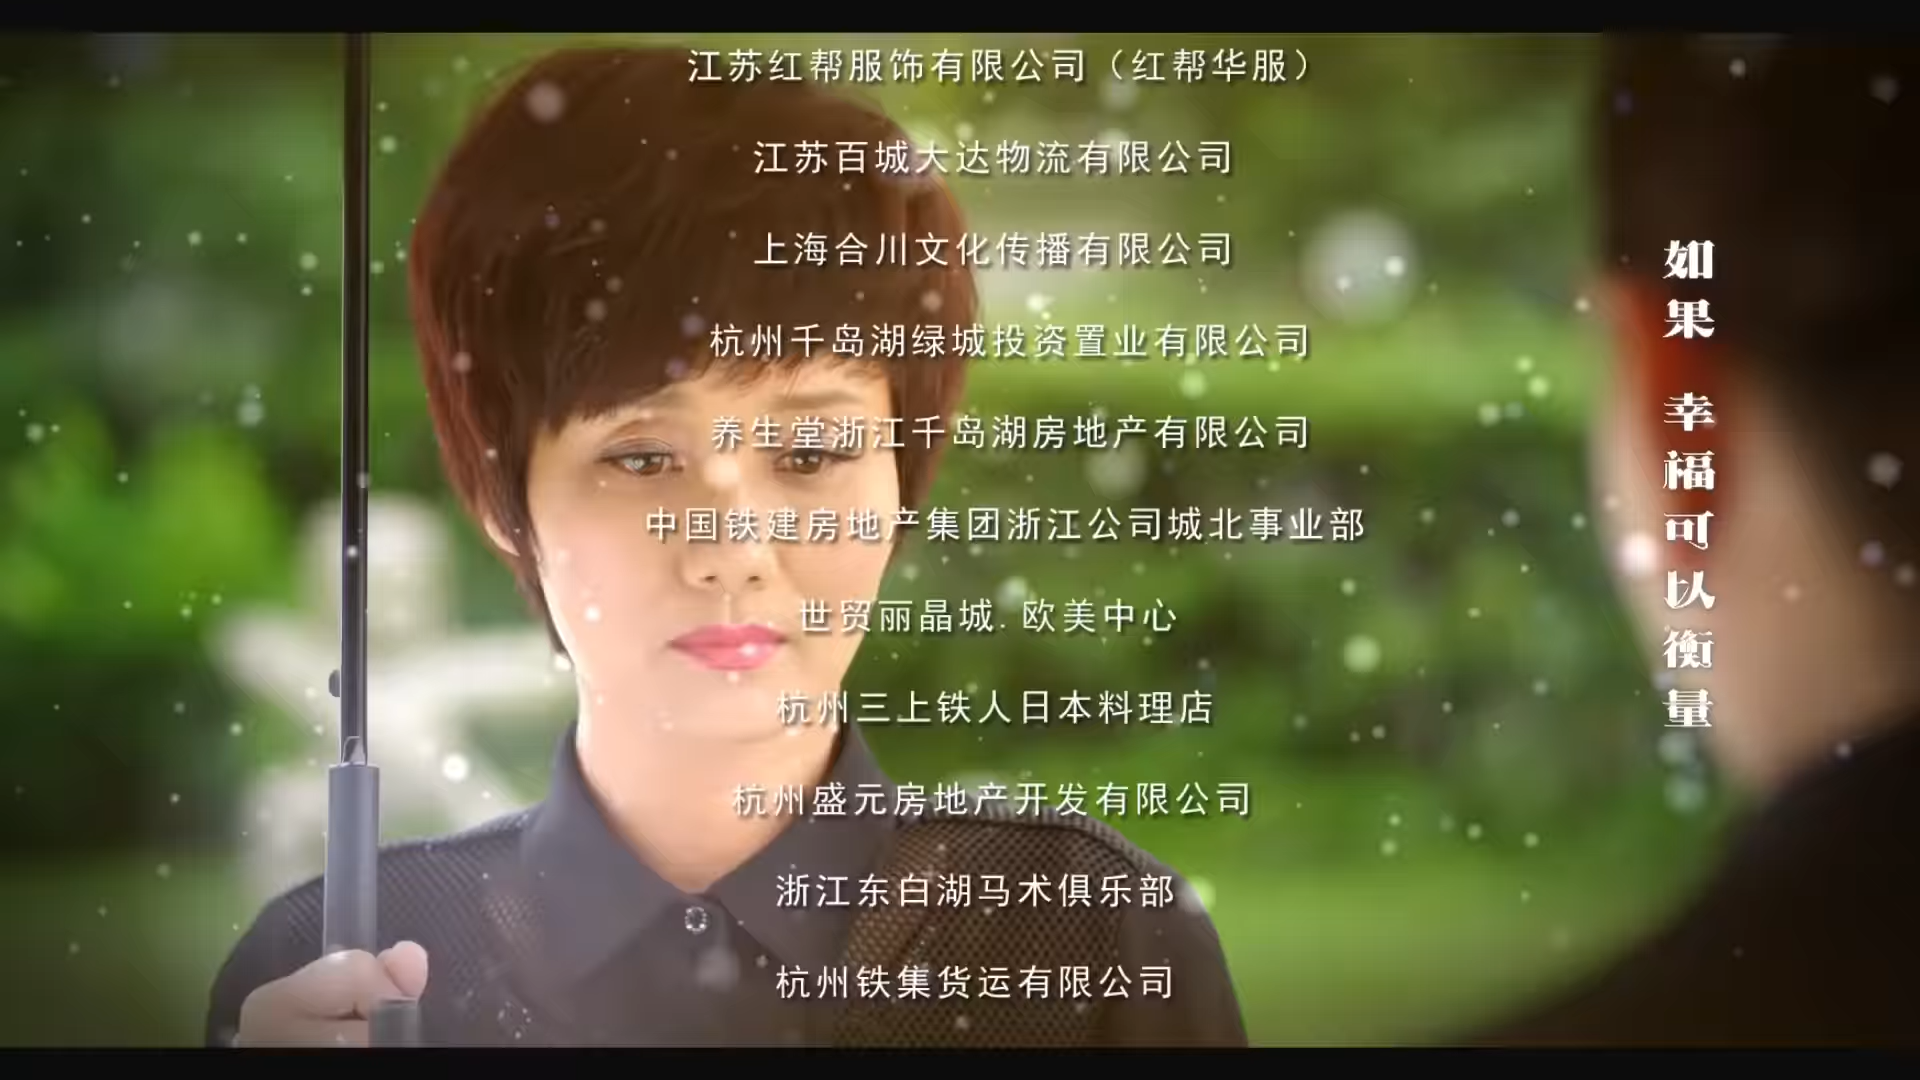 江苏红帮服饰有限公司（红帮华服）
江苏百城大达物流有限公司
上海合川文化传播有限公司
杭州千岛湖绿城投资置业有限公司
养生堂浙江千岛湖房地产有限公司
中国铁建房地产集团浙江公司城北事业部
世贸丽晶城.欧美中心
杭州三上铁人日本料理店
杭州盛元房地产开发有限公司
浙江东白湖马术俱乐部
杭州铁集货运有限公司
如果 幸福可以衡量